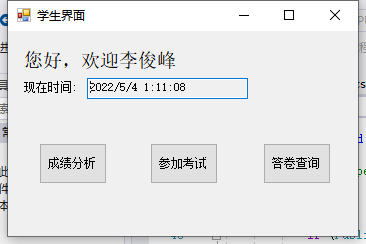 学生界面
您好，欢迎李俊峰
现在时间： 2022/5/4 1:11:08
成绩分析 参加考试 答卷查询